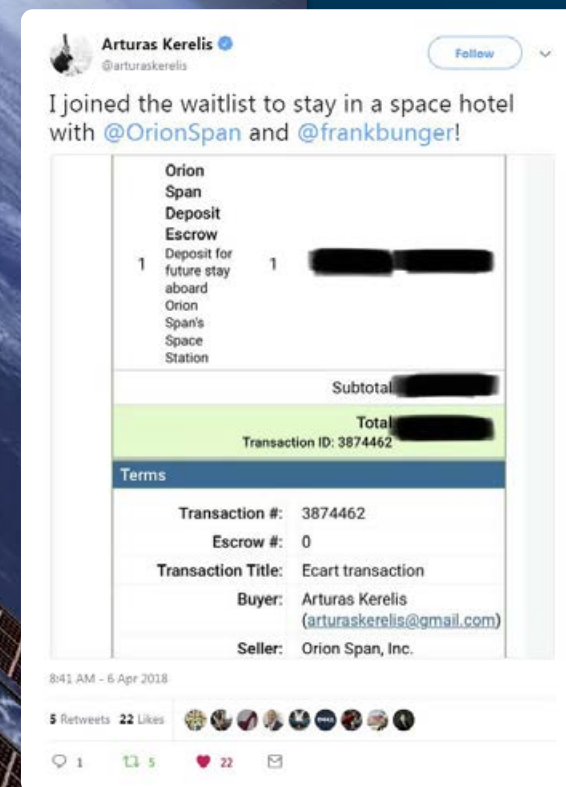 Arturas Kerelis
@arturaskerelis
Follow
I joined the waitlist to stay in a space hotel
with @OrionSpan and @frankbunger!
Orion
Span
Deposit
Escrow
1 Deposit for 1
future stay
aboard
Orion
Span's
Space
Station
Subtotal
Total
Transaction ID: 3874462
Terms
Transaction #: 3874462
Escrow #: 0
Transaction Title: Ecart transaction
Buyer: Arturas Kerelis
(arturaskerelis@gmail.com)
Seller: Orion Span, Inc.
8:41 AM - 6 Apr 2018
5 Retweets 22 Likes
1 5 22